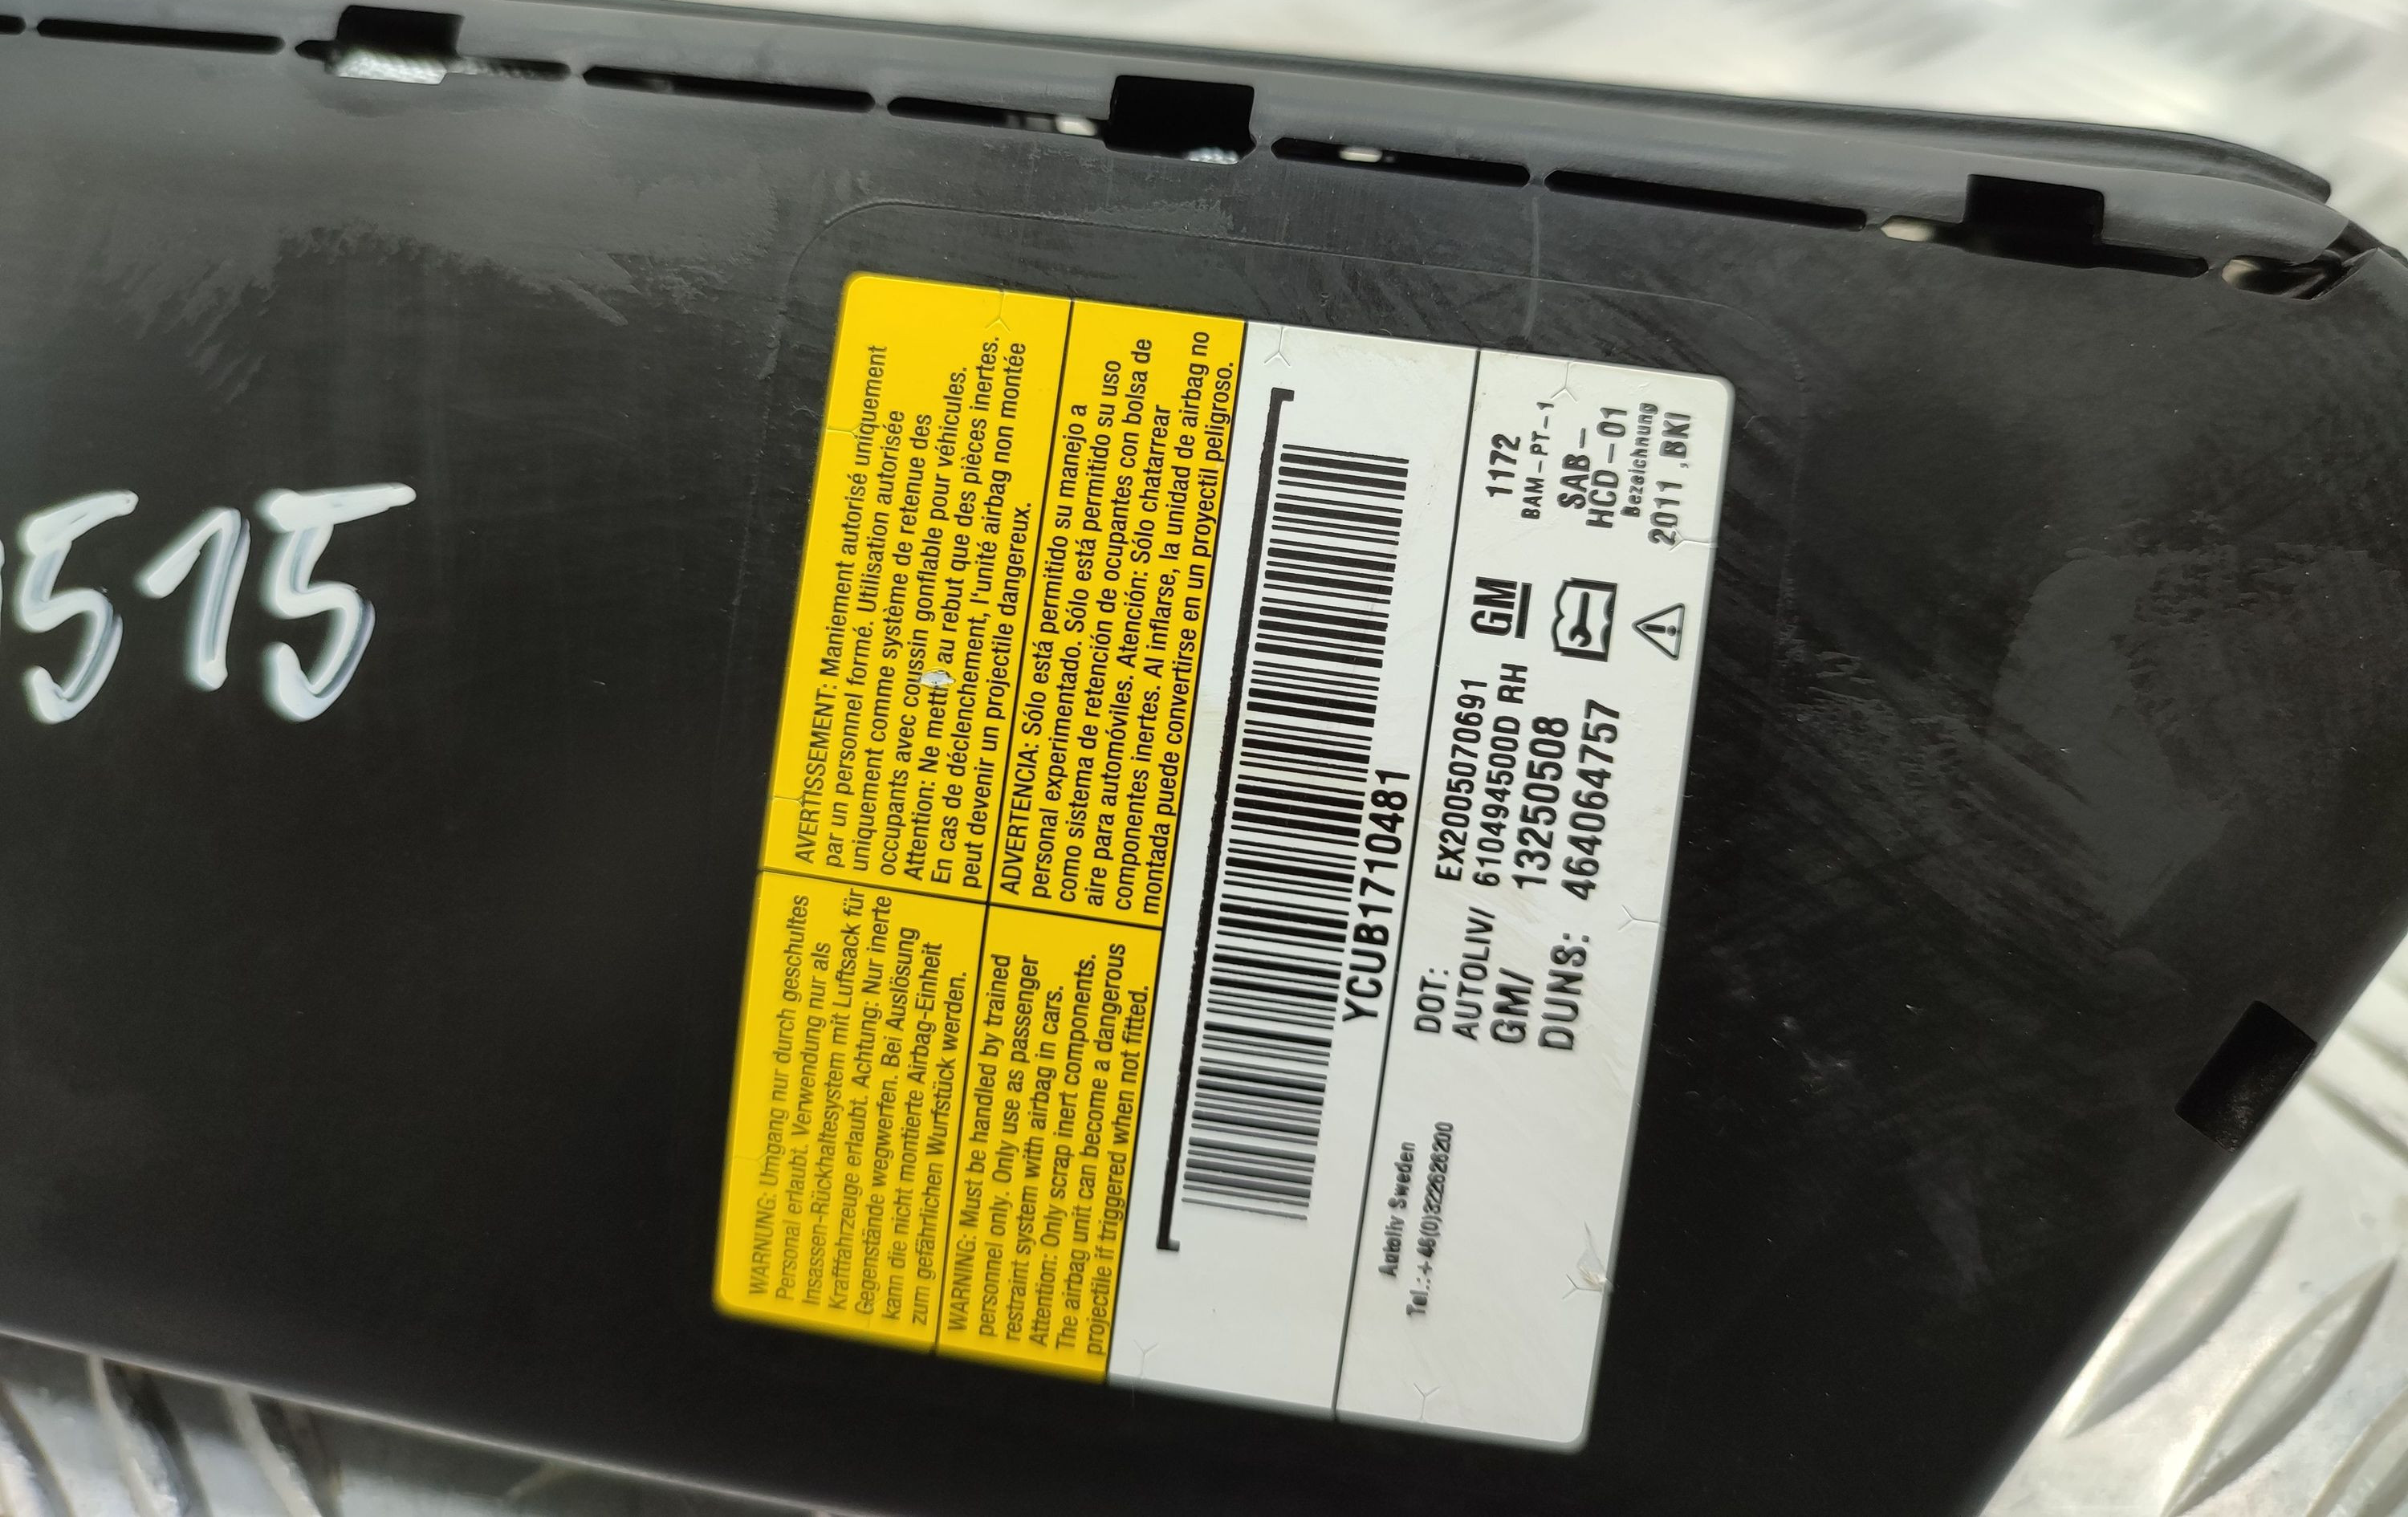 515
WARNUNG: Umgang nur durch geschultes
Personal erlaubt. Verwendung nur als
Insassen-Rückhaltesystem mit Luftsack für
Kraftfahrzeuge erlaubt. Achtung: Nur inerte
Gegenstände wegwerfen. Bei Auslösung
kann die nicht montierte Airbag-Einheit
zum gefährlichen Wurfstück werden.
AVERTISSEMENT: Maniement autorisé uniquement
par un personnel formé. Utilisation autorisée
uniquement comme système de retenue des
occupants avec coussin gonflable pour véhicules.
Attention: Ne mettre au rebut que des pièces inertes.
En cas de déclenchement, l'unité airbag non montée
peut devenir un projectile dangereux.
WARNING: Must be handled by trained
personnel only. Only use as passenger
restraint system with airbag in cars.
Attention: Only scrap inert components.
The airbag unit can become a dangerous
projectile if triggered when not fitted.
ADVERTENCIA: Sólo está permitido su manejo a
personal experimentado. Sólo está permitido su uso
como sistema de retención de ocupantes con bolsa de
aire para automóviles. Atención: Sólo chatarrear
componentes inertes. Al inflarse, la unidad de airbag no
montada puede convertirse en un proyectil peligroso.
YCUB1710481
Autoliv Sweden
Tel.:+46(0)322626200
DOT: EX2005070691
AUTOLIV/ 610494500D RH
GM/ 13250508
DUNS: 464064757
GM
1172
BAM-PT-1
SAB-
HCD-01
Bezeichnung
2011 ,BKI